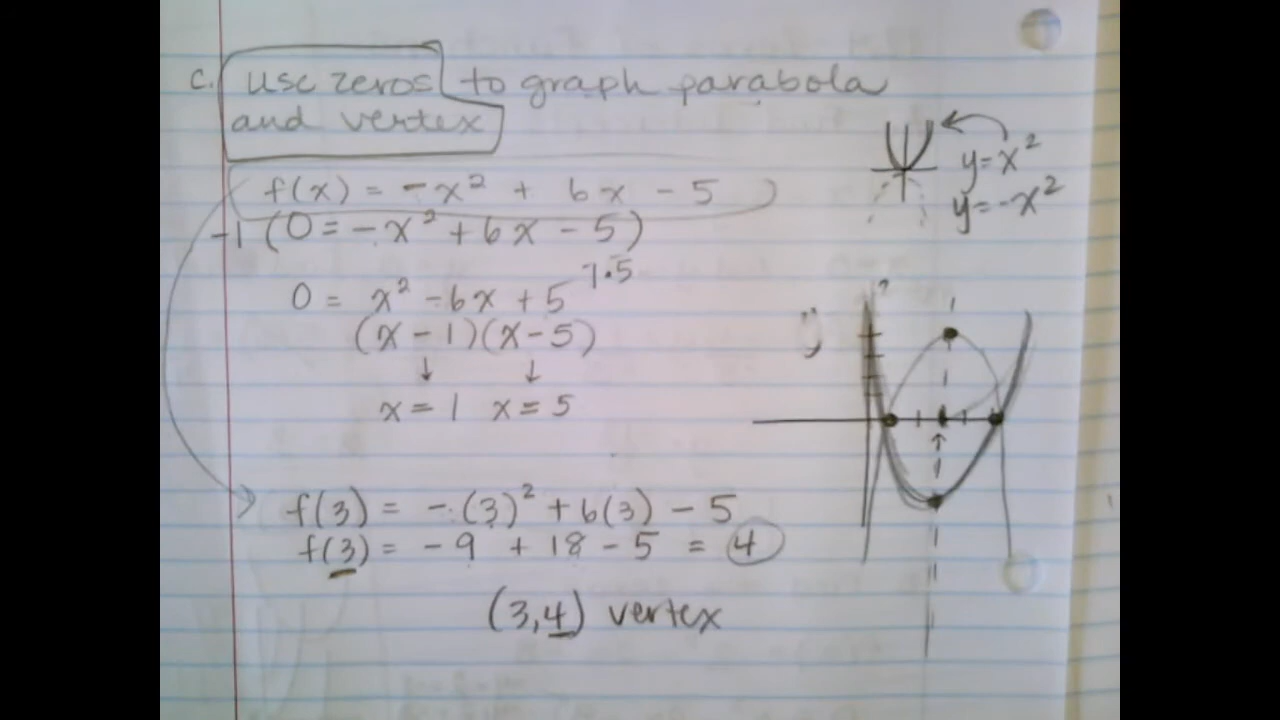 c. Use zeros to graph parabola
and vertex
y=x²
f(x) = -x² + 6x - 5
y=-x²
-1(0=-x²+6x-5)
1·5
0 = x² -6x +5
(x-1)(x-5)
x=1 x=5
f(3) = -(3)² + 6(3) - 5
f(3) = -9 + 18 - 5 = 4
(3,4) vertex